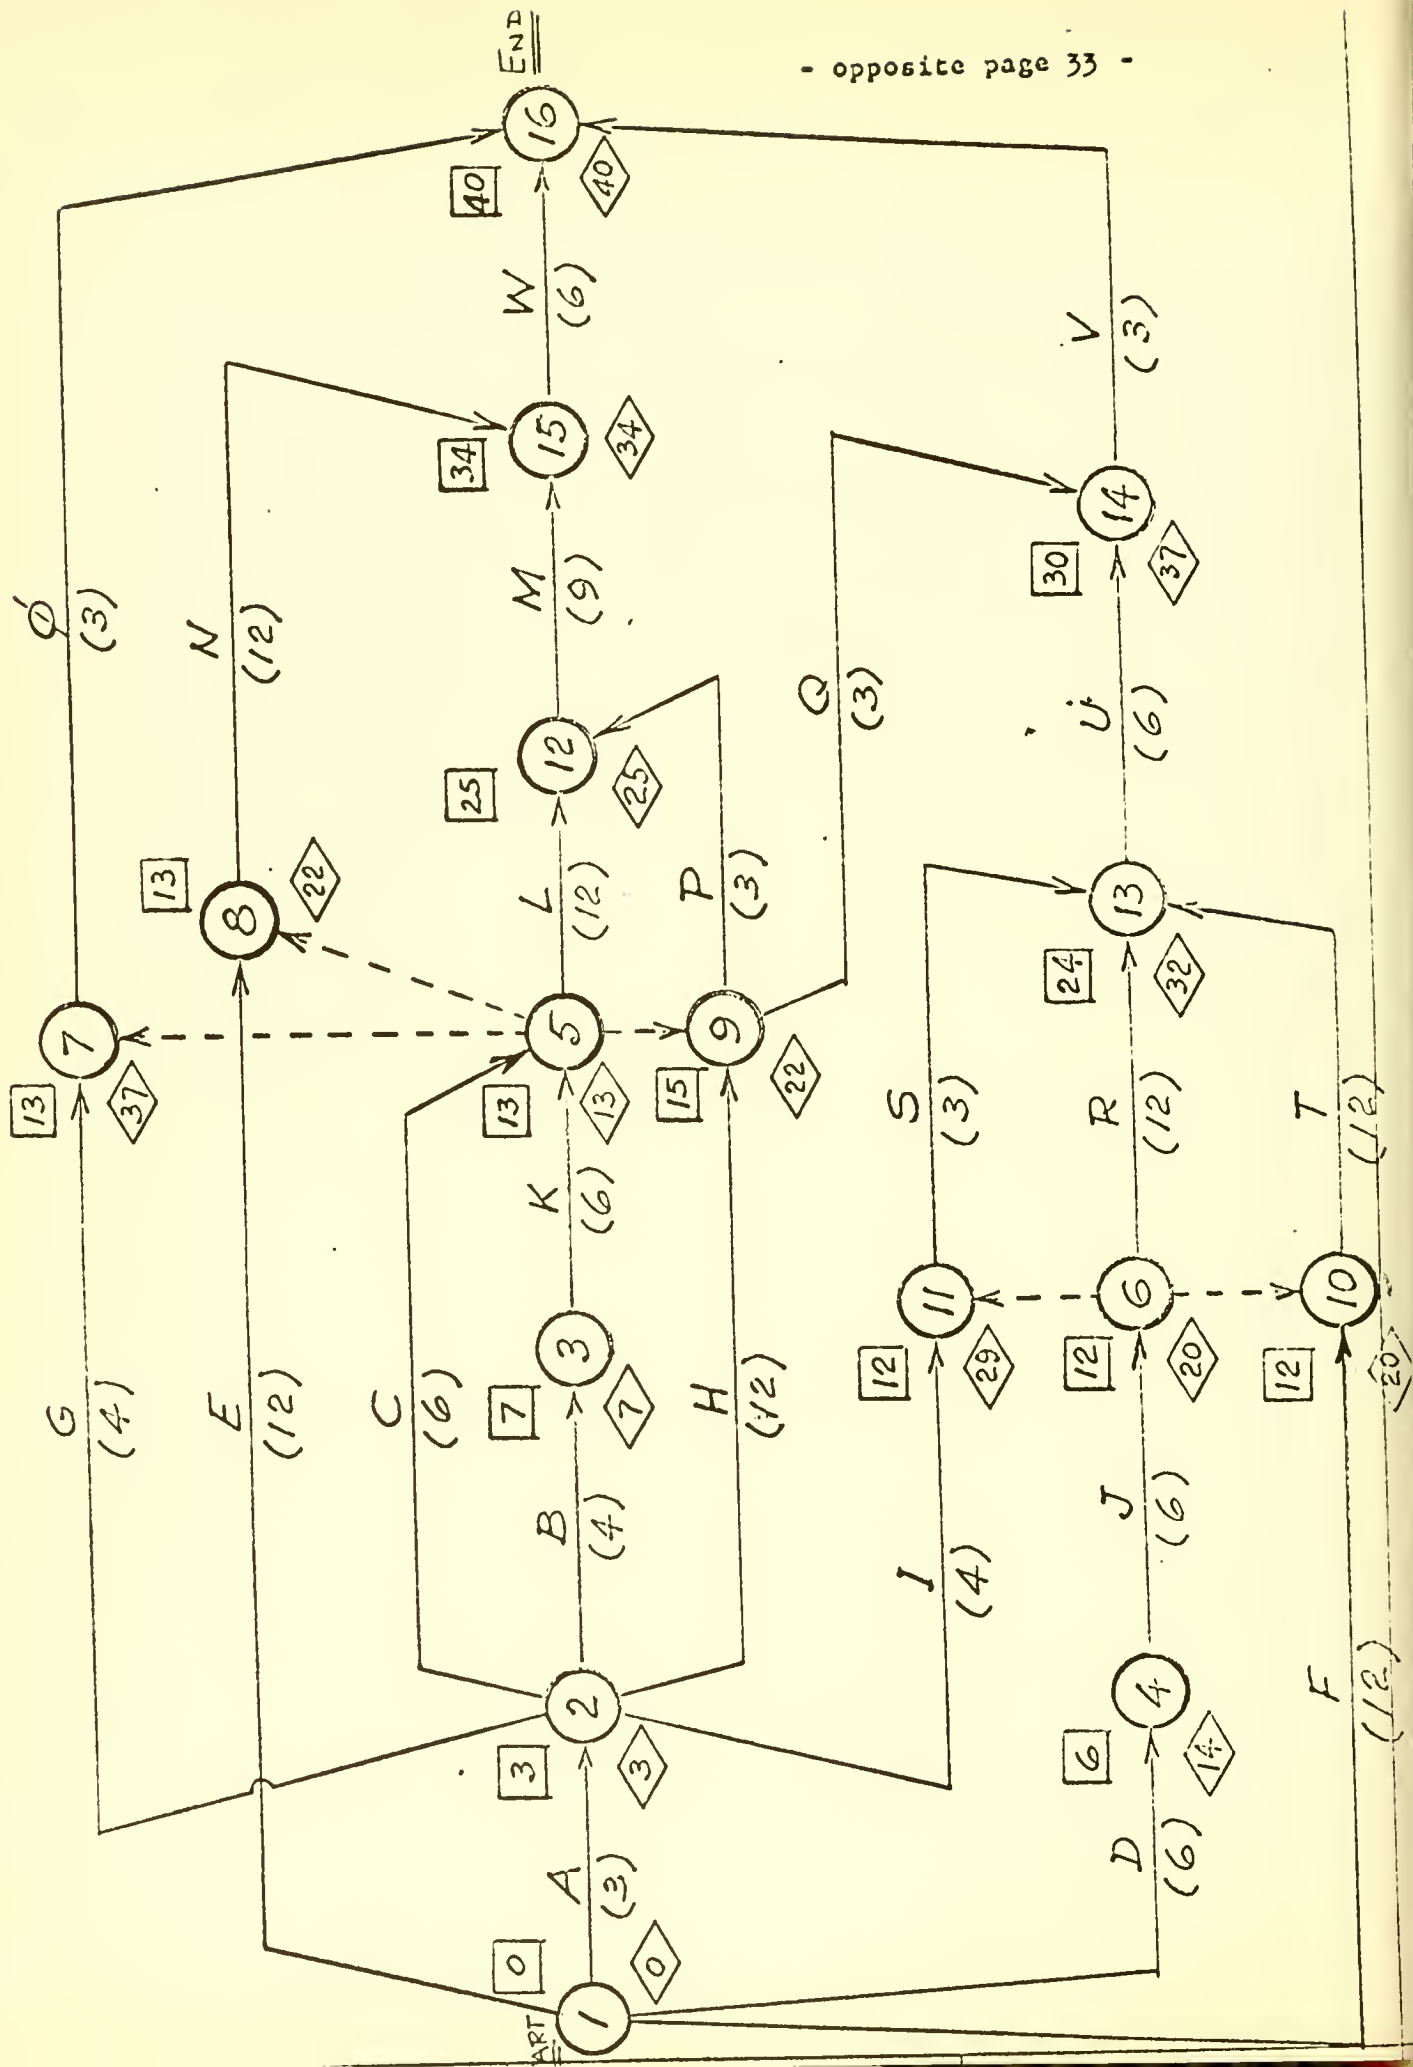 - opposite page 33 -
END
16
40
40
Ø
(3)
N
(12)
W
(6)
15
34
34
V
(3)
M
(9)
Q
(3)
14
30
37
12
25
25
U
(6)
8
13
22
L
(12)
P
(3)
13
24
32
7
13
37
5
13
13
9
15
22
S
(3)
R
(12)
T
(12)
K
(6)
11
12
29
6
12
20
10
12
20
G
(4)
E
(12)
C
(6)
3
7
7
H
(12)
B
(4)
I
(4)
J
(6)
F
(12)
2
3
3
4
6
14
A
(3)
D
(6)
ART
1
0
0